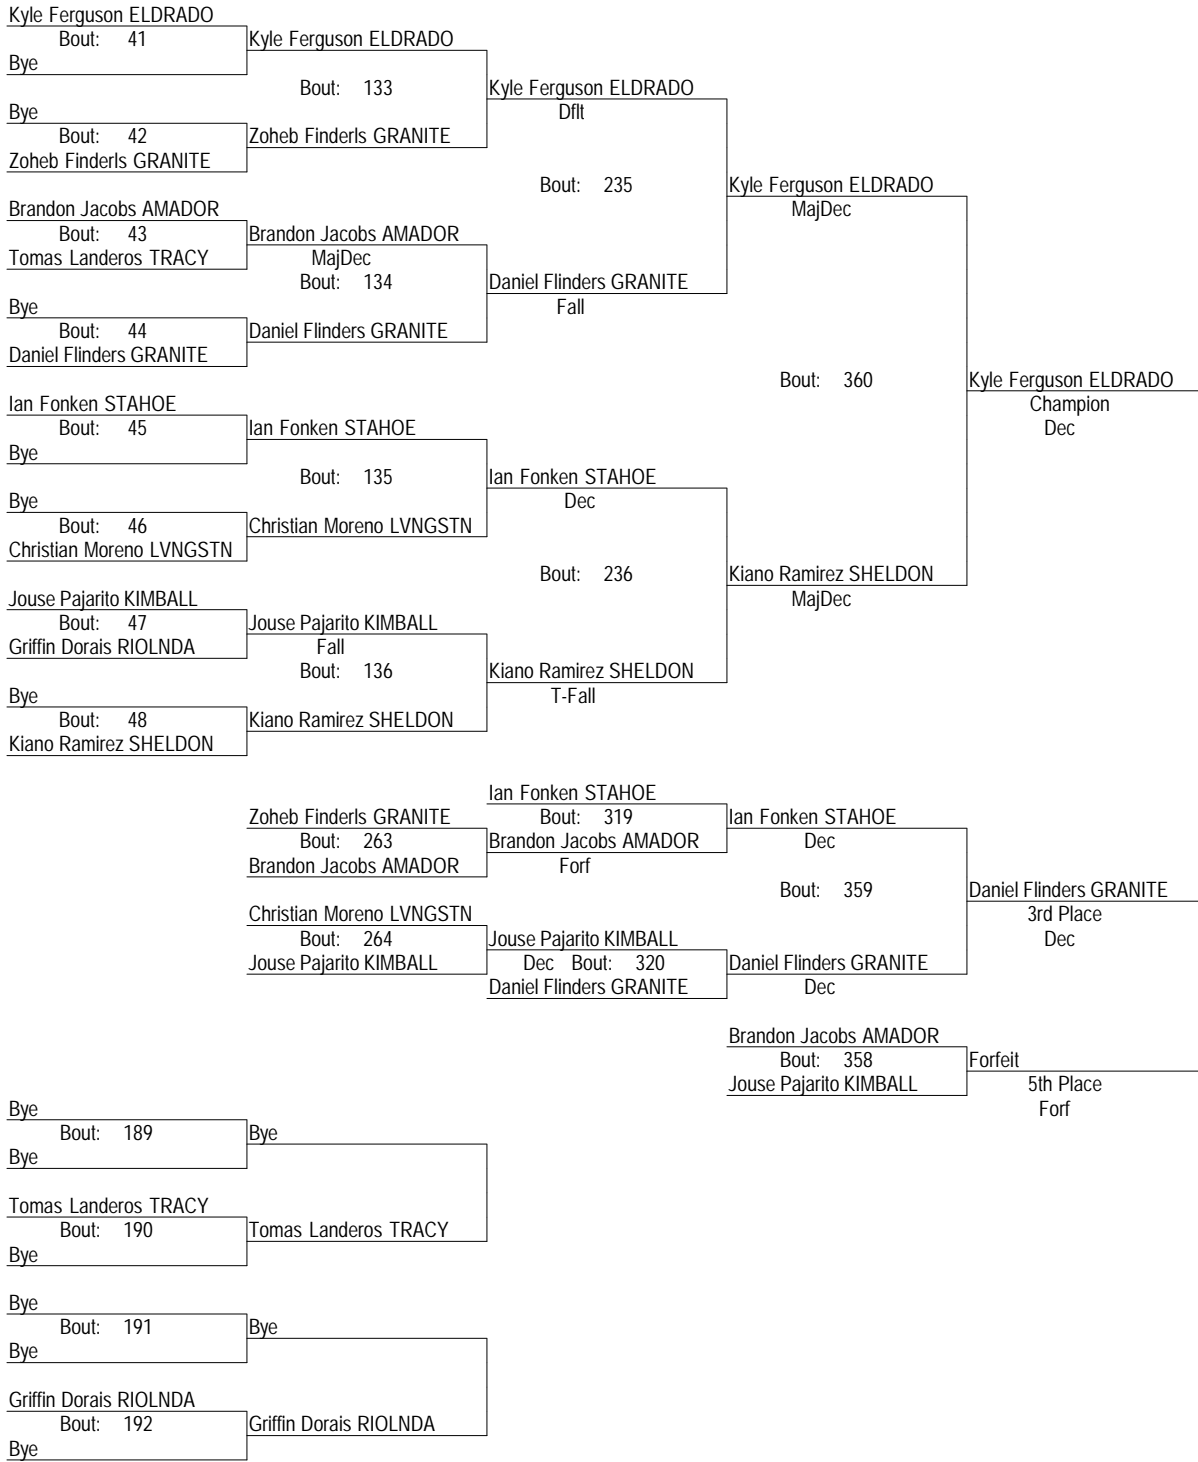 Kyle Ferguson ELDRADO
Bout: 41
Kyle Ferguson ELDRADO
Bye
Bout: 133
Kyle Ferguson ELDRADO
Bye
Dflt
Bout: 42
Zoheb Finderls GRANITE
Zoheb Finderls GRANITE
Bout: 235
Kyle Ferguson ELDRADO
Brandon Jacobs AMADOR
MajDec
Bout: 43
Brandon Jacobs AMADOR
Tomas Landeros TRACY
MajDec
Bout: 134
Daniel Flinders GRANITE
Bye
Fall
Bout: 44
Daniel Flinders GRANITE
Daniel Flinders GRANITE
Bout: 360
Kyle Ferguson ELDRADO
Ian Fonken STAHOE
Champion
Bout: 45
Ian Fonken STAHOE
Dec
Bye
Bout: 135
Ian Fonken STAHOE
Bye
Dec
Bout: 46
Christian Moreno LVNGSTN
Christian Moreno LVNGSTN
Bout: 236
Kiano Ramirez SHELDON
Jouse Pajarito KIMBALL
MajDec
Bout: 47
Jouse Pajarito KIMBALL
Griffin Dorais RIOLNDA
Fall
Bout: 136
Kiano Ramirez SHELDON
Bye
T-Fall
Bout: 48
Kiano Ramirez SHELDON
Kiano Ramirez SHELDON
Ian Fonken STAHOE
Zoheb Finderls GRANITE
Bout: 319
Ian Fonken STAHOE
Bout: 263
Brandon Jacobs AMADOR
Dec
Brandon Jacobs AMADOR
Forf
Bout: 359
Daniel Flinders GRANITE
Christian Moreno LVNGSTN
3rd Place
Bout: 264
Jouse Pajarito KIMBALL
Dec
Jouse Pajarito KIMBALL
Dec Bout: 320
Daniel Flinders GRANITE
Daniel Flinders GRANITE
Dec
Brandon Jacobs AMADOR
Bout: 358
Forfeit
Jouse Pajarito KIMBALL
5th Place
Forf
Bye
Bout: 189
Bye
Bye
Tomas Landeros TRACY
Bout: 190
Tomas Landeros TRACY
Bye
Bye
Bout: 191
Bye
Bye
Griffin Dorais RIOLNDA
Bout: 192
Griffin Dorais RIOLNDA
Bye